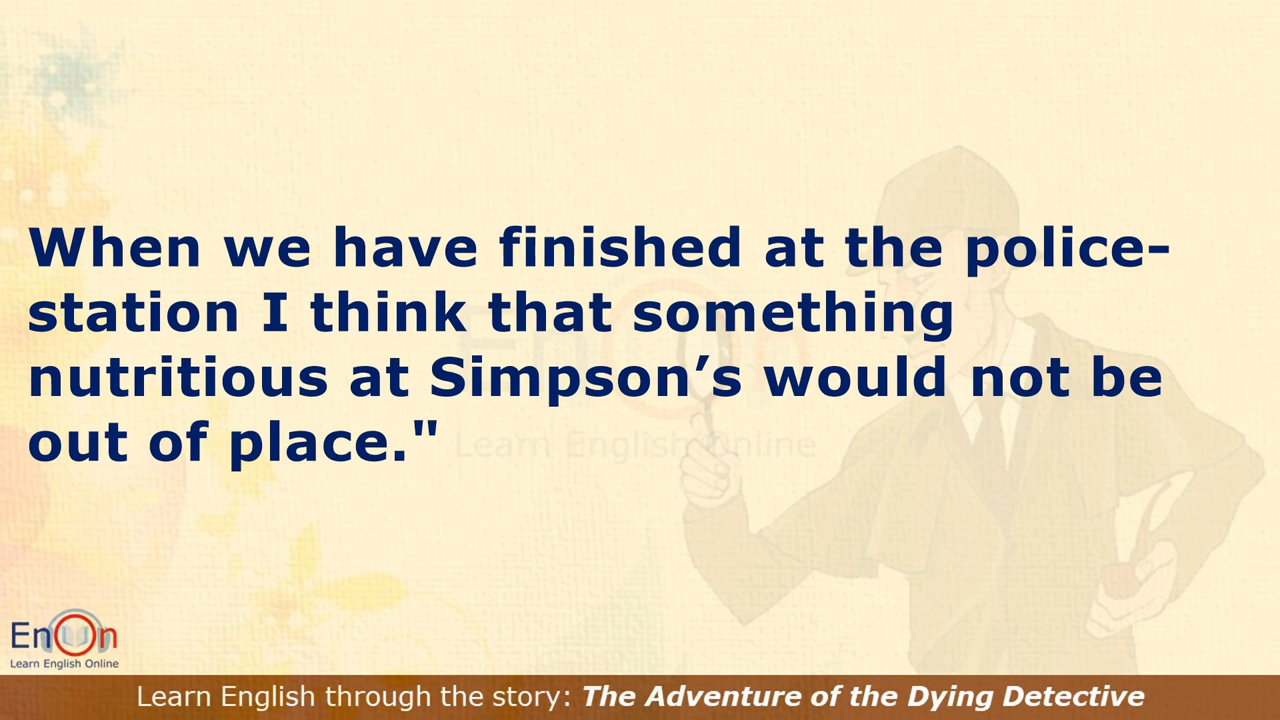 When we have finished at the police-
station I think that something
nutritious at Simpson’s would not be
out of place."
EnOn
Learn English Online
EnOn
Learn English Online
Learn English through the story: The Adventure of the Dying Detective